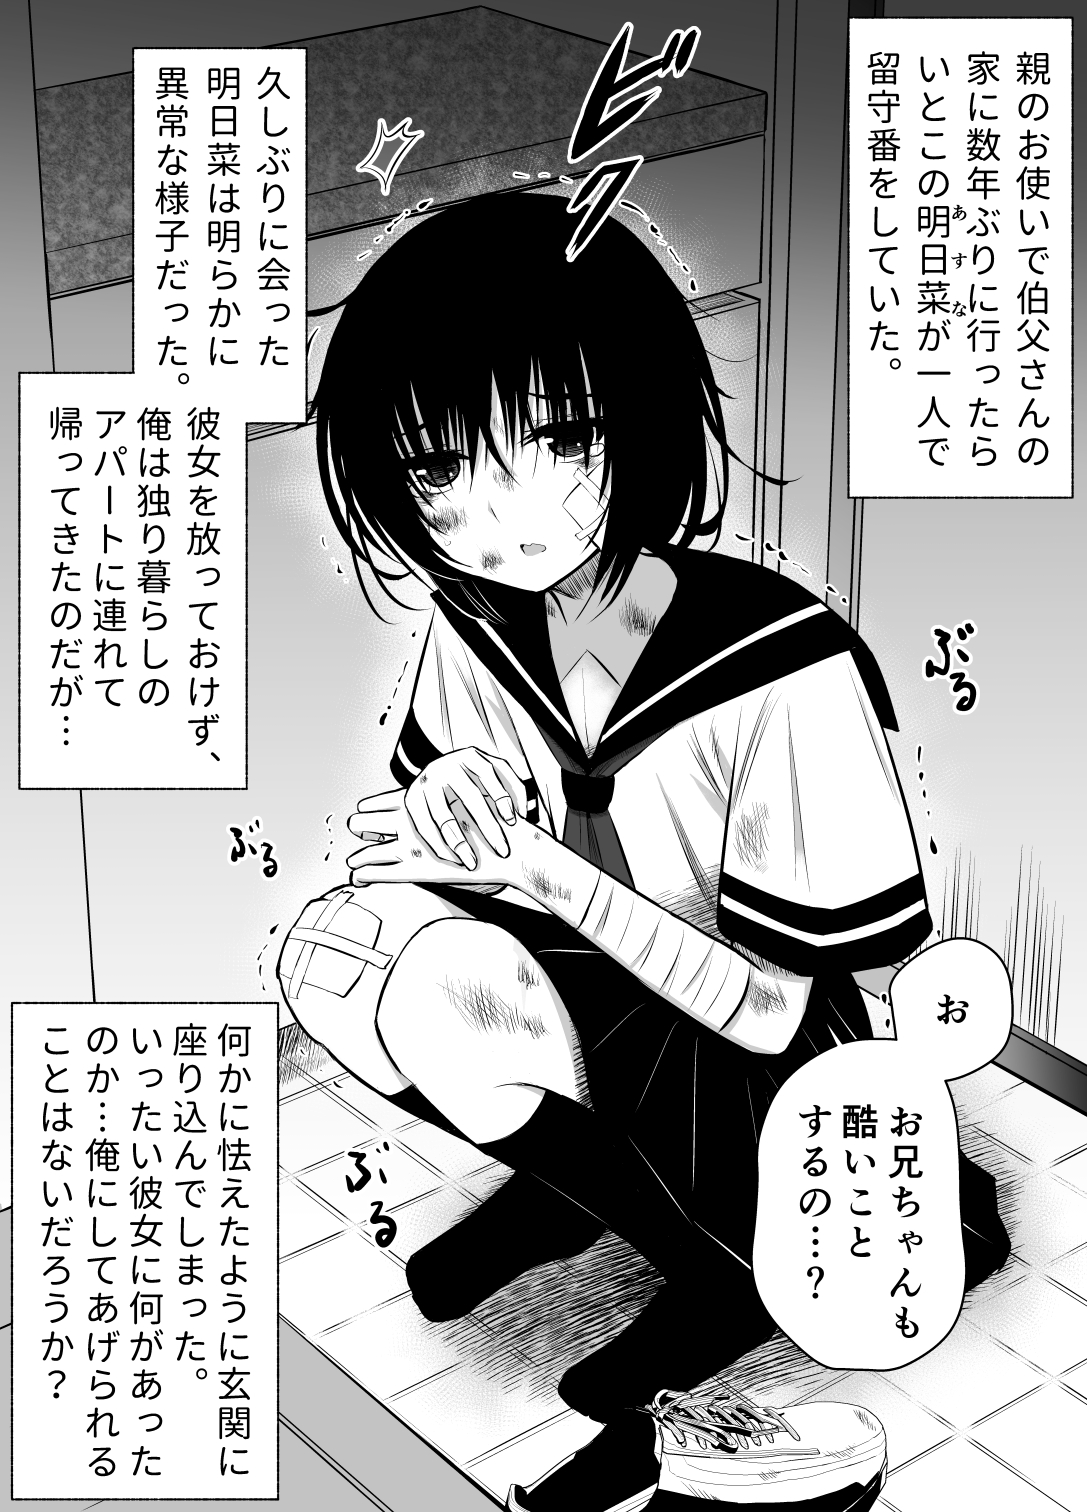 親のお使いで伯父さんの
家に数年ぶりに行ったら
いとこの明日菜が一人で
あすな
留守番をしていた。
久しぶりに会った
明日菜は明らかに
異常な様子だった。
彼女を放っておけず、
俺は独り暮らしの
アパートに連れて
帰ってきたのだが…
ビクッ
ぶる
ぶる
ぶる
お
お兄ちゃんも
酷いこと
するの…？
何かに怯えたように玄関に
座り込んでしまった。
いったい彼女に何があった
のか…俺にしてあげられる
ことはないだろうか？